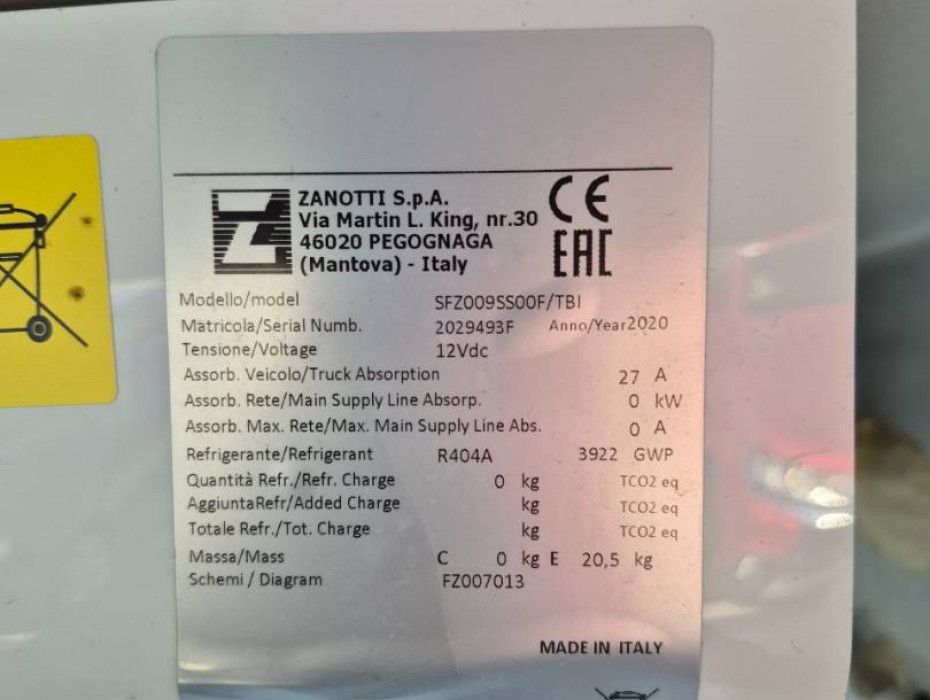 ZANOTTI S.p.A.
Via Martin L. King, nr.30
46020 PEGOGNAGA
(Mantova) - Italy
CE
EAC
Modello/model SFZ009SS00F/TBI
Matricola/Serial Numb. 2029493F Anno/Year2020
Tensione/Voltage 12Vdc
Assorb. Veicolo/Truck Absorption 27 A
Assorb. Rete/Main Supply Line Absorp. 0 kW
Assorb. Max. Rete/Max. Main Supply Line Abs. 0 A
Refrigerante/Refrigerant R404A 3922 GWP
Quantità Refr./Refr. Charge 0 kg TCO2 eq
AggiuntaRefr/Added Charge kg TCO2 eq
Totale Refr./Tot. Charge kg TCO2 eq
Massa/Mass C 0 kg E 20,5 kg
Schemi / Diagram FZ007013
MADE IN ITALY